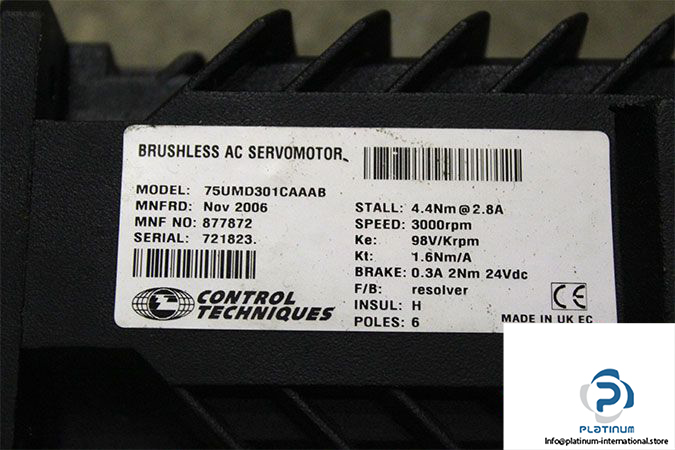 BRUSHLESS AC SERVOMOTOR
MODEL: 75UMD301CAAAB
MNFRD: Nov 2006
MNF NO: 877872
SERIAL: 721823.
STALL: 4.4Nm@2.8A
SPEED: 3000rpm
Ke: 98V/Krpm
Kt: 1.6Nm/A
BRAKE: 0.3A 2Nm 24Vdc
F/B: resolver
INSUL: H
POLES: 6
CONTROL
TECHNIQUES
CE
MADE IN UK EC
PLATINUM
Info@platinum-international.store